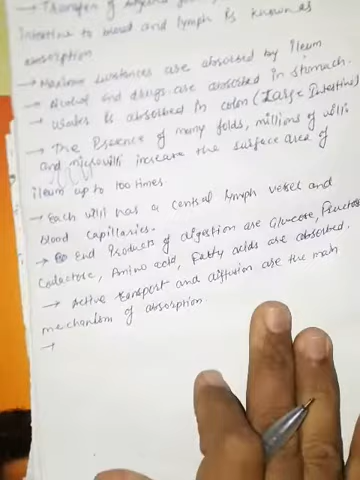 → Transfer of
Intestine to blood and lymph is known as
absorption
→ Maximum substances are absorbed by ileum
→ Alcohol and drugs are absorbed in stomach.
→ Water is absorbed in colon (Large Intestine)
→ The Presence of many folds, millions of villi
and microvilli increase the surface area of
ileum up to 100 times
→ Each villi has a central lymph vessel and
blood capillaries.
→ End Products of digestion are Glucose, Fructose
Galactose, Amino acid, Fatty acids are absorbed.
→ Active transport and diffusion are the main
mechanism of absorption.
→